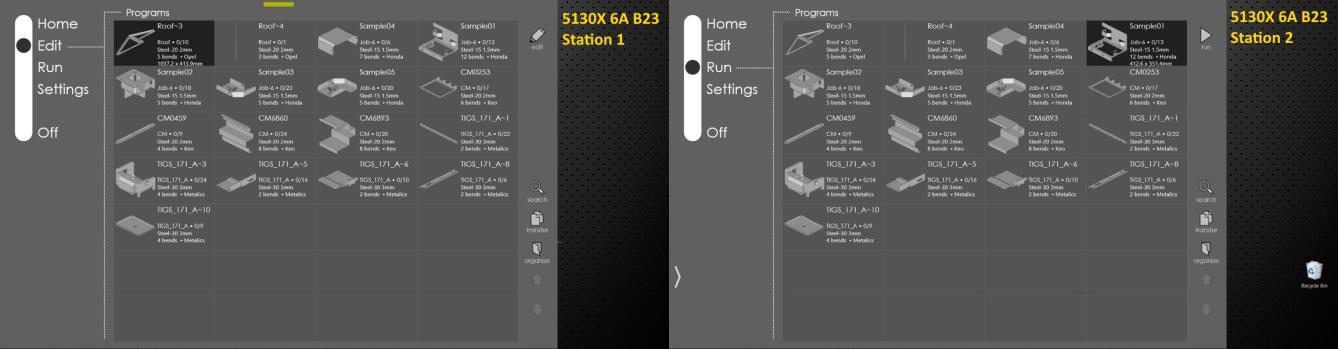 Home
Edit
Run
Settings
Off
Programs
Roof~3
Roof • 0/10
Steel-20 2mm
5 bends • Opel
1037.2 x 413.9mm
Roof~4
Roof • 0/1
Steel-20 2mm
3 bends • Opel
Sample04
Job-6 • 0/6
Steel-15 1.5mm
7 bends • Honda
Sample01
Job-6 • 0/13
Steel-15 1.5mm
12 bends • Honda
Sample02
Job-6 • 0/18
Steel-15 1.5mm
5 bends • Honda
Sample03
Job-6 • 0/23
Steel-15 1.5mm
5 bends • Honda
Sample05
Job-6 • 0/20
Steel-15 1.5mm
5 bends • Honda
CM0253
CM • 0/17
Steel-20 2mm
6 bends • Keo
CM0459
CM • 0/9
Steel-20 2mm
4 bends • Keo
CM6860
CM • 0/24
Steel-20 2mm
8 bends • Keo
CM6893
CM • 0/20
Steel-20 2mm
8 bends • Keo
TIGS_171_A~1
TIGS_171_A • 0/22
Steel-30 3mm
2 bends • Metalics
TIGS_171_A~3
TIGS_171_A • 0/24
Steel-30 3mm
4 bends • Metalics
TIGS_171_A~5
TIGS_171_A • 0/16
Steel-30 3mm
2 bends • Metalics
TIGS_171_A~6
TIGS_171_A • 0/10
Steel-30 3mm
2 bends • Metalics
TIGS_171_A~8
TIGS_171_A • 0/6
Steel-30 3mm
2 bends • Metalics
TIGS_171_A~10
TIGS_171_A • 0/9
Steel-30 3mm
4 bends • Metalics
edit
search
transfer
organize
5130X 6A B23
Station 1
Home
Edit
Run
Settings
Off
Programs
Roof~3
Roof • 0/10
Steel-20 2mm
5 bends • Opel
Roof~4
Roof • 0/1
Steel-20 2mm
3 bends • Opel
Sample04
Job-6 • 0/6
Steel-15 1.5mm
7 bends • Honda
Sample01
Job-6 • 0/13
Steel-15 1.5mm
12 bends • Honda
412.6 x 351.4mm
Sample02
Job-6 • 0/18
Steel-15 1.5mm
5 bends • Honda
Sample03
Job-6 • 0/23
Steel-15 1.5mm
5 bends • Honda
Sample05
Job-6 • 0/20
Steel-15 1.5mm
5 bends • Honda
CM0253
CM • 0/17
Steel-20 2mm
6 bends • Keo
CM0459
CM • 0/9
Steel-20 2mm
4 bends • Keo
CM6860
CM • 0/24
Steel-20 2mm
8 bends • Keo
CM6893
CM • 0/20
Steel-20 2mm
8 bends • Keo
TIGS_171_A~1
TIGS_171_A • 0/22
Steel-30 3mm
2 bends • Metalics
TIGS_171_A~3
TIGS_171_A • 0/24
Steel-30 3mm
4 bends • Metalics
TIGS_171_A~5
TIGS_171_A • 0/16
Steel-30 3mm
2 bends • Metalics
TIGS_171_A~6
TIGS_171_A • 0/10
Steel-30 3mm
2 bends • Metalics
TIGS_171_A~8
TIGS_171_A • 0/6
Steel-30 3mm
2 bends • Metalics
TIGS_171_A~10
TIGS_171_A • 0/9
Steel-30 3mm
4 bends • Metalics
run
search
transfer
organize
5130X 6A B23
Station 2
Recycle Bin